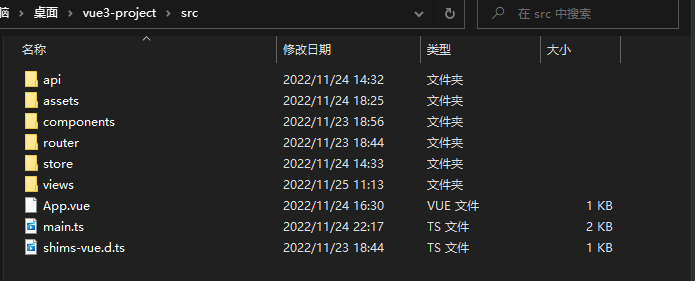 脑 > 桌面 > vue3-project > src 在 src 中搜索
名称 修改日期 类型 大小
api 2022/11/24 14:32 文件夹
assets 2022/11/24 18:25 文件夹
components 2022/11/23 18:56 文件夹
router 2022/11/23 18:44 文件夹
store 2022/11/24 14:33 文件夹
views 2022/11/25 11:13 文件夹
App.vue 2022/11/24 16:30 VUE 文件 1 KB
main.ts 2022/11/24 22:17 TS 文件 2 KB
shims-vue.d.ts 2022/11/23 18:44 TS 文件 1 KB